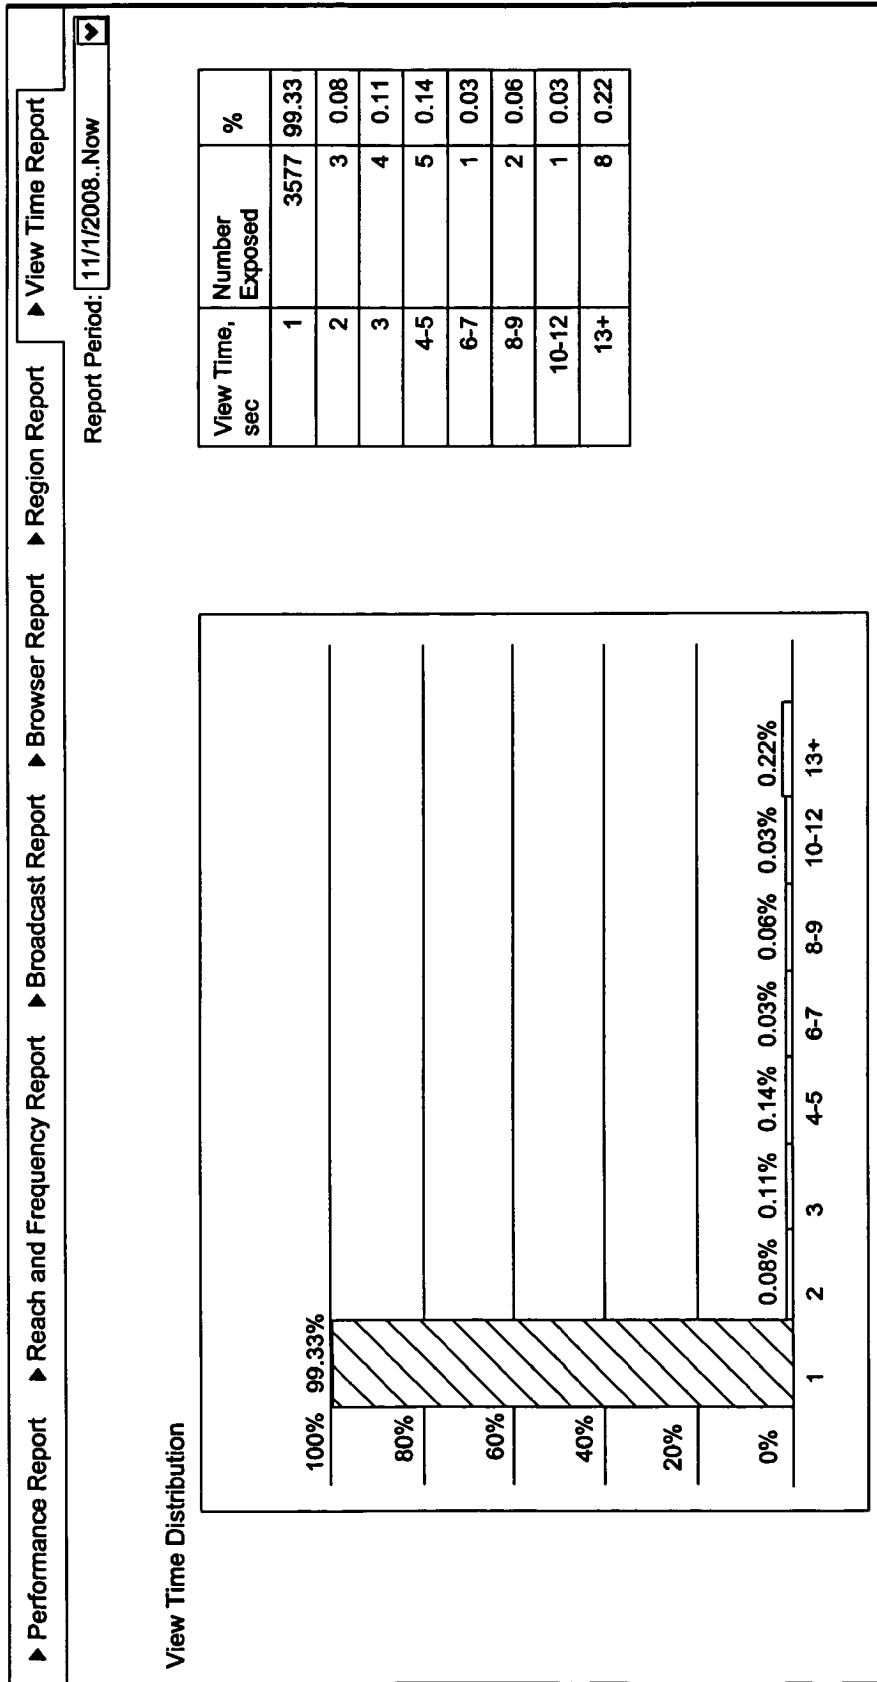 ▶ Performance Report ▶ Reach and Frequency Report ▶ Broadcast Report ▶ Browser Report ▶ Region Report ▶ View Time Report
Report Period: 11/1/2008..Now
View Time Distribution
100% 99.33%
80%
60%
40%
20%
0%
0.08% 0.11% 0.14% 0.03% 0.06% 0.03% 0.22%
1 2 3 4-5 6-7 8-9 10-12 13+
View Time, sec Number Exposed %
1 3577 99.33
2 3 0.08
3 4 0.11
4-5 5 0.14
6-7 1 0.03
8-9 2 0.06
10-12 1 0.03
13+ 8 0.22